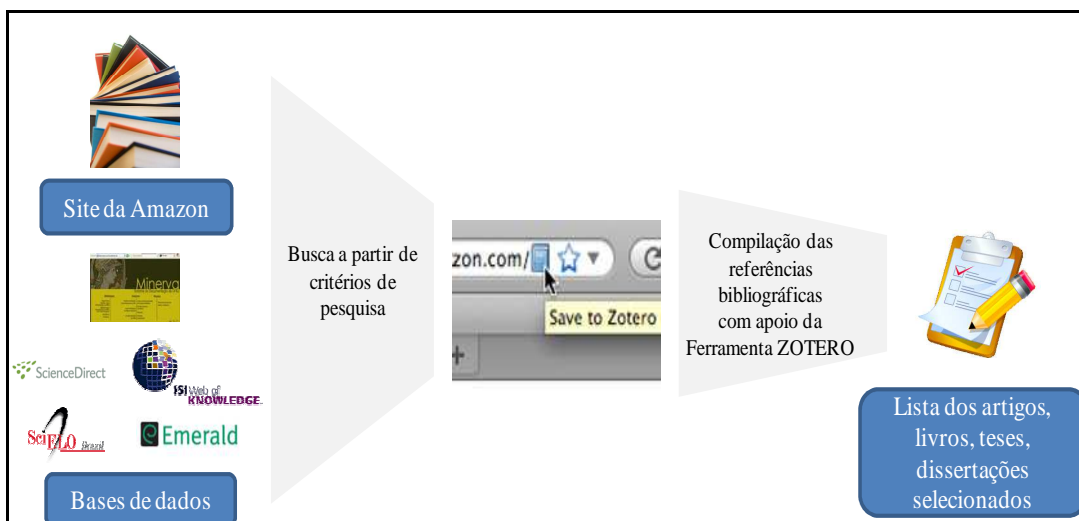 Site da Amazon
Minerva
ScienceDirect
ISI Web of
KNOWLEDGE.
SciELO Brazil
Emerald
Bases de dados
Busca a partir de
critérios de
pesquisa
zon.com/
Save to Zotero
Compilação das
referências
bibliográficas
com apoio da
Ferramenta ZOTERO
Lista dos artigos,
livros, teses,
dissertações
selecionados